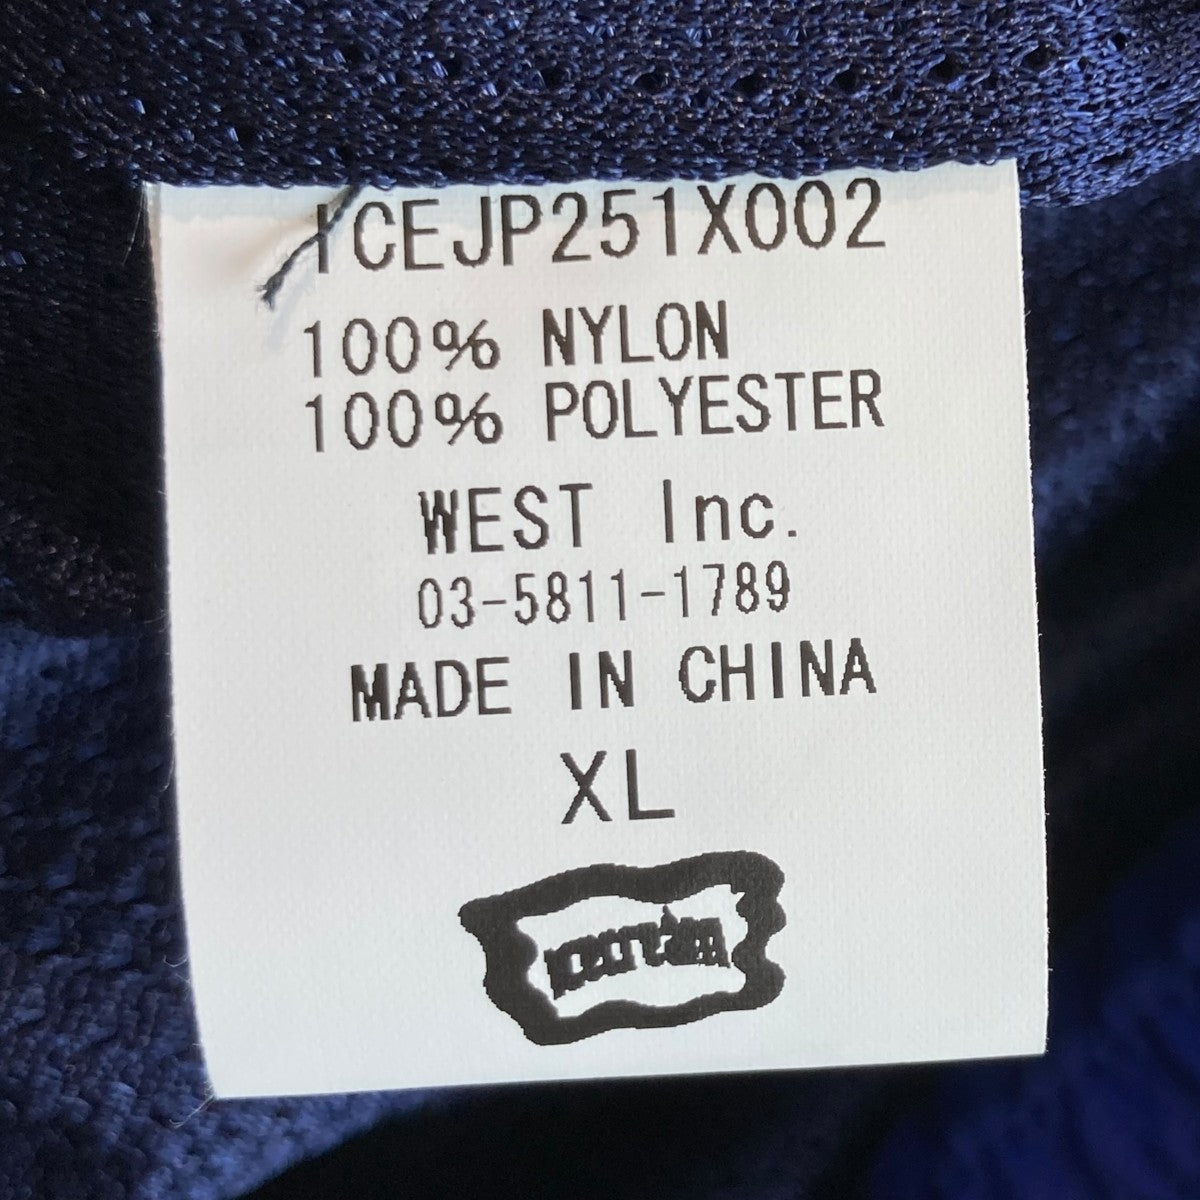 ICEJP251X002
100% NYLON
100% POLYESTER
WEST Inc.
03-5811-1789
MADE IN CHINA
XL